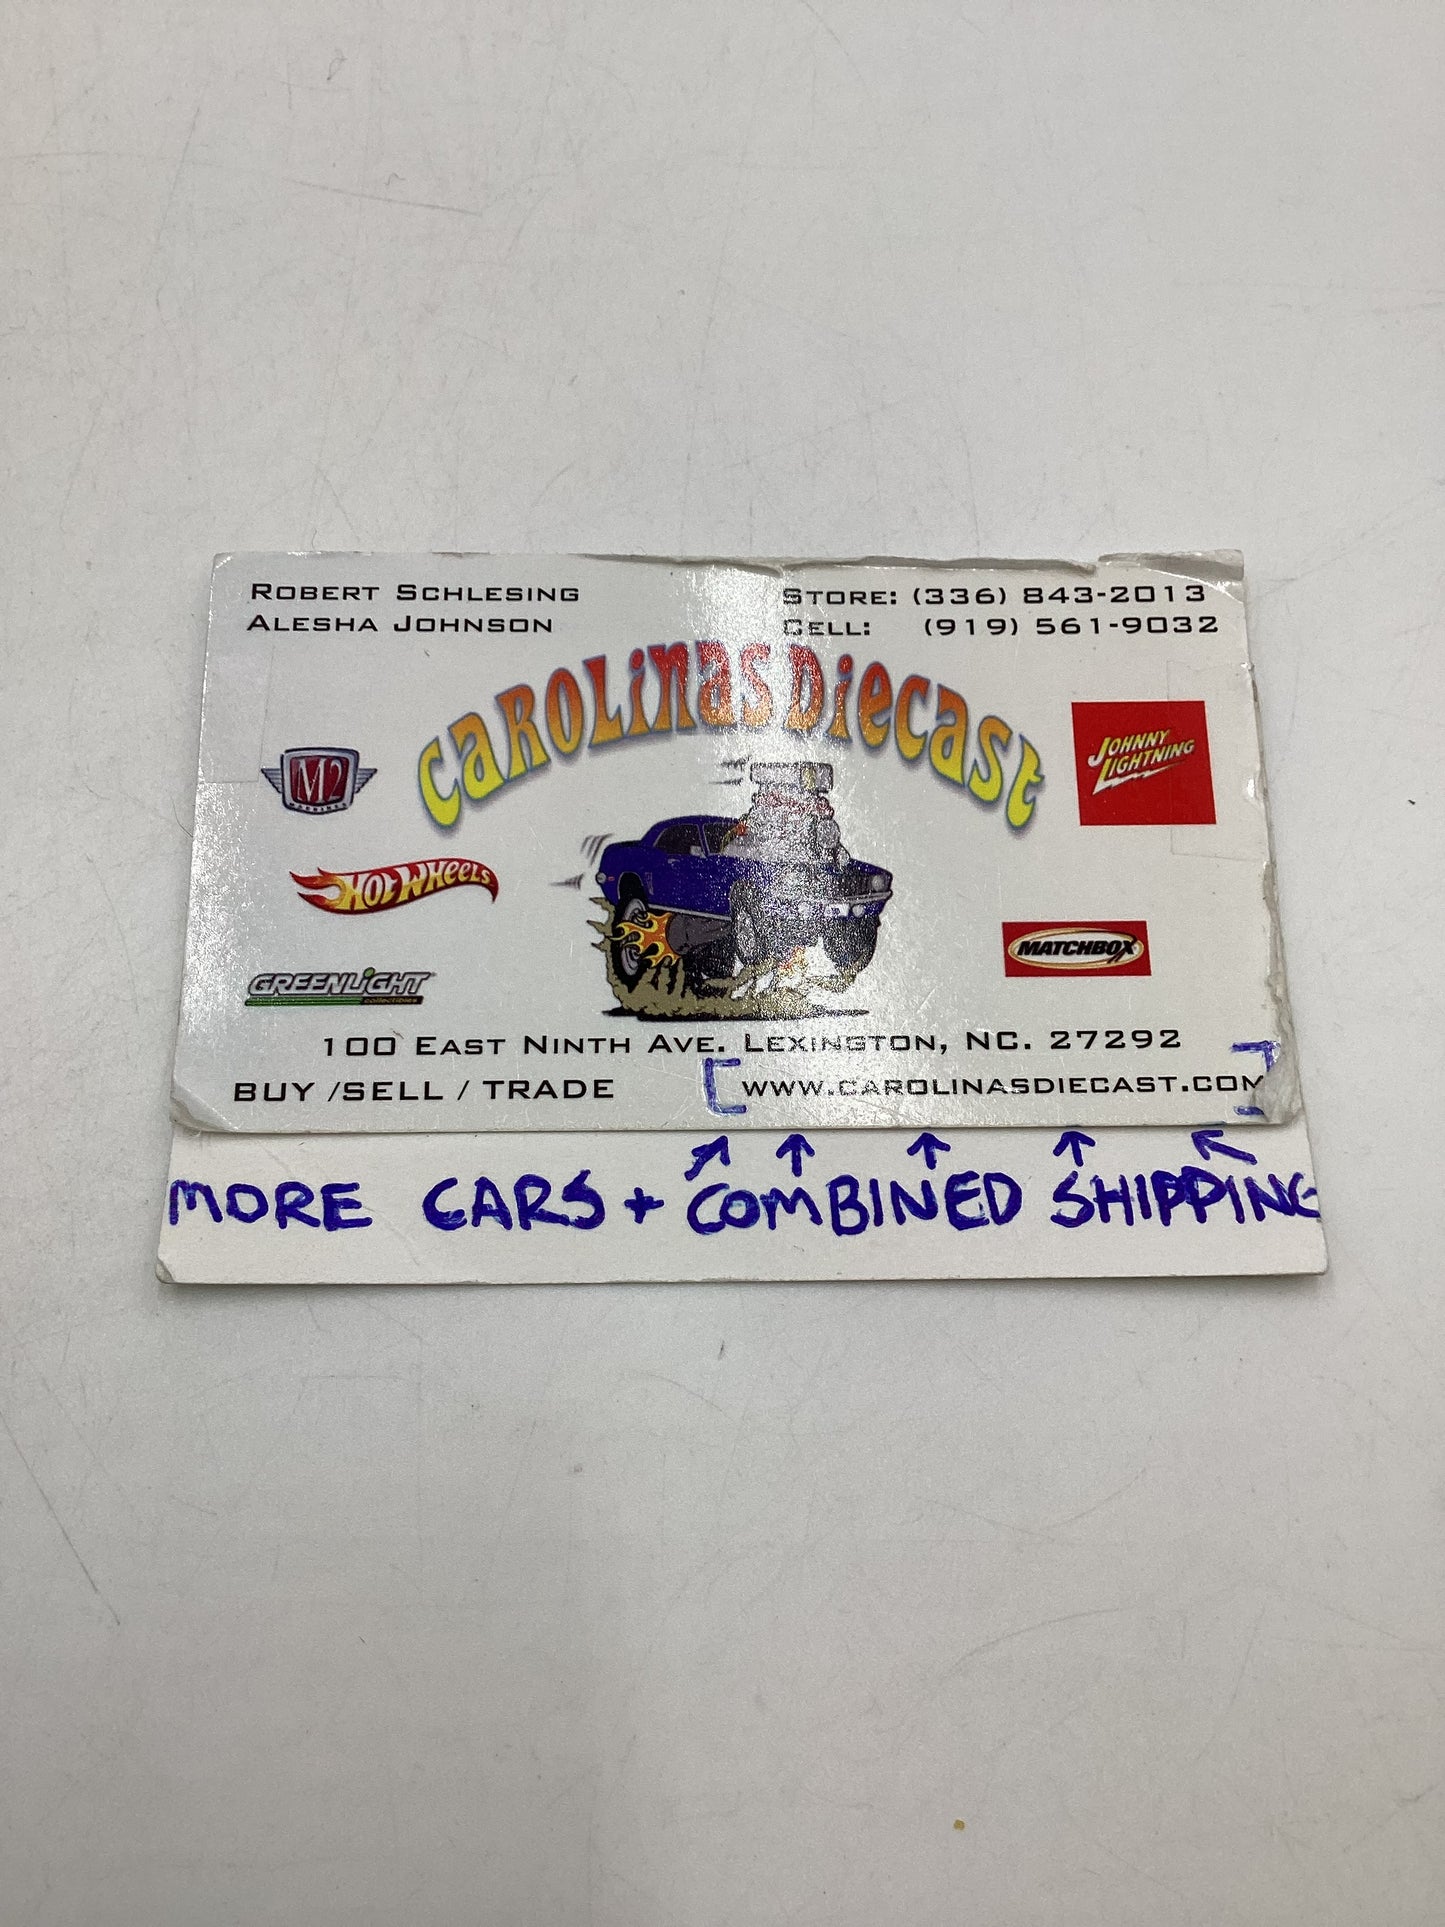 ROBERT SCHLESING
ALESHA JOHNSON
STORE: (336) 843-2013
CELL: (919) 561-9032
CAROLINAS DIECAST
M2
MACHINES
JOHNNY
LIGHTNING
HOT WHEELS
MATCHBOX
GREENLIGHT
collectibles
100 EAST NINTH AVE. LEXINGTON, NC. 27292
BUY /SELL / TRADE
WWW.CAROLINASDIECAST.COM
MORE CARS + COMBINED SHIPPING